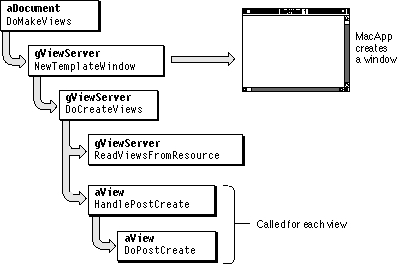 aDocument
DoMakeViews
gViewServer
NewTemplateWindow
MacApp
creates
a window
gViewServer
DoCreateViews
gViewServer
ReadViewsFromResource
aView
HandlePostCreate
Called for each view
aView
DoPostCreate